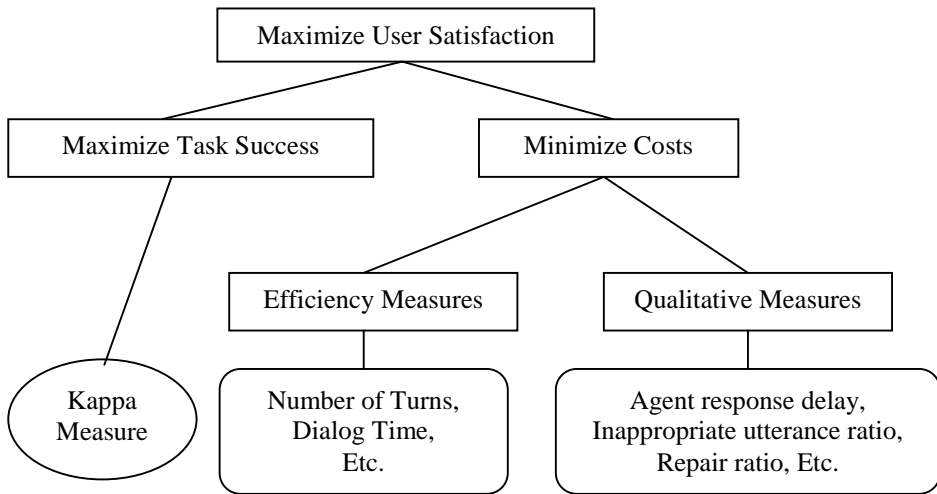 Maximize User Satisfaction
Maximize Task Success
Minimize Costs
Efficiency Measures
Qualitative Measures
Kappa
Measure
Number of Turns,
Dialog Time,
Etc.
Agent response delay,
Inappropriate utterance ratio,
Repair ratio, Etc.